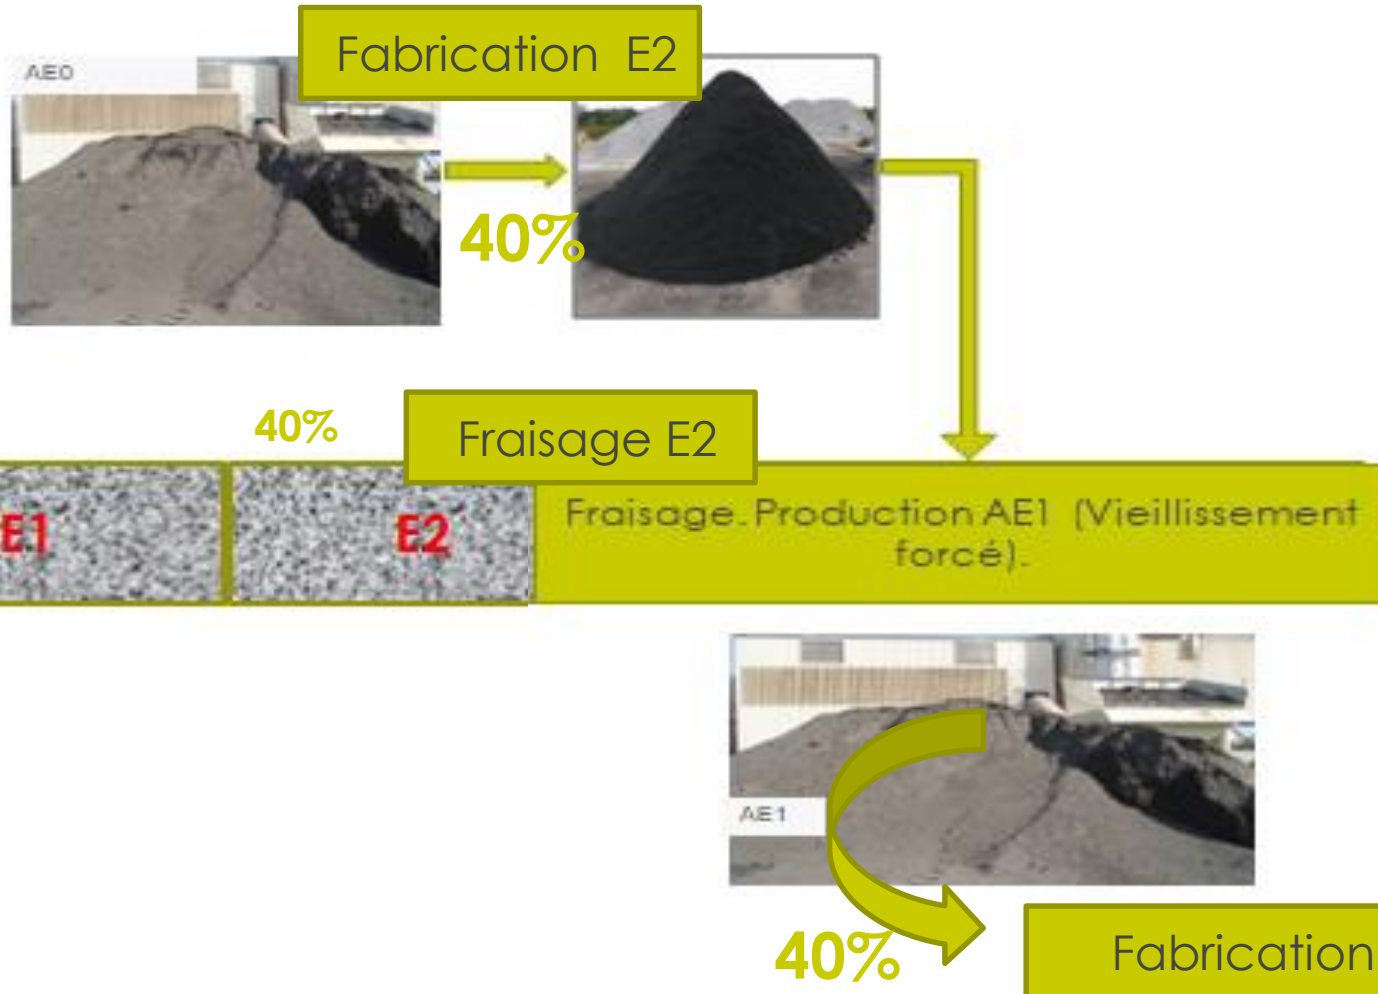 Fabrication E2
AE0
40%
40%
Fraisage E2
E1
E2
Fraisage. Production AE1 (Vieillissement
forcé).
AE1
40%
Fabrication